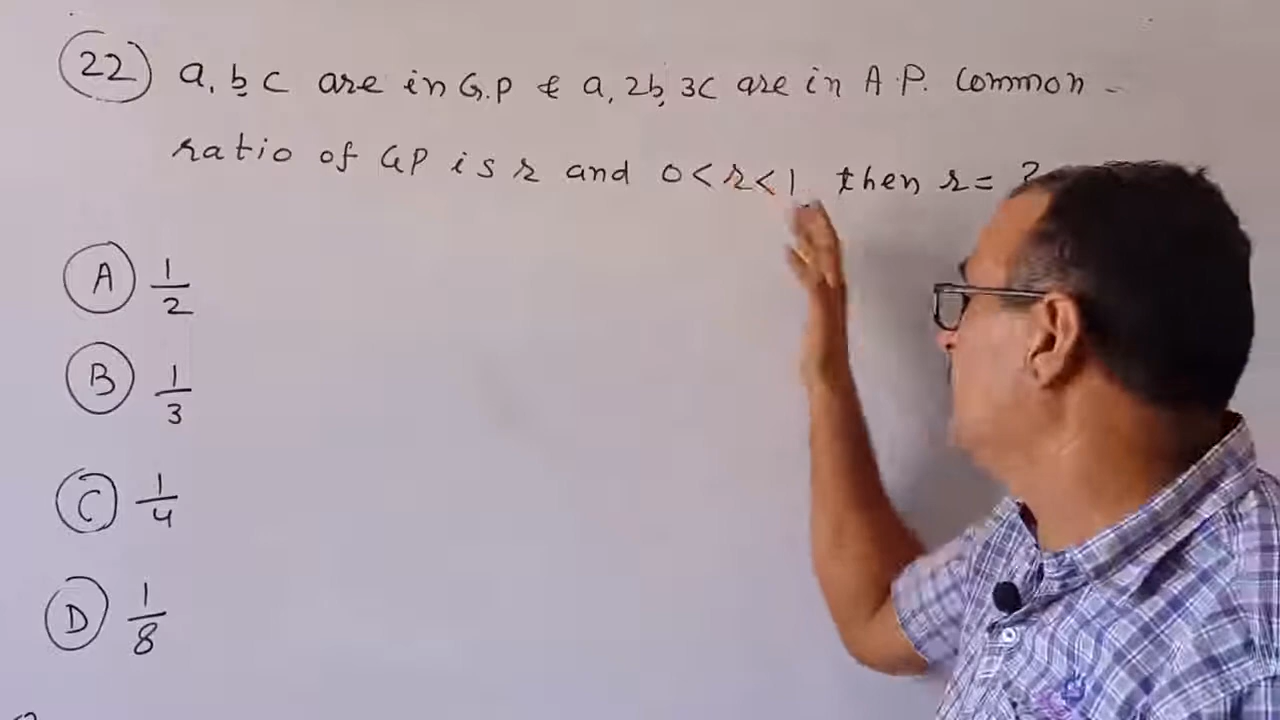 22 a, b, c are in G.P & a, 2b, 3c are in A.P. Common -
ratio of GP is r and 0 < r < 1, then r = ?
A 1/2
B 1/3
C 1/4
D 1/8